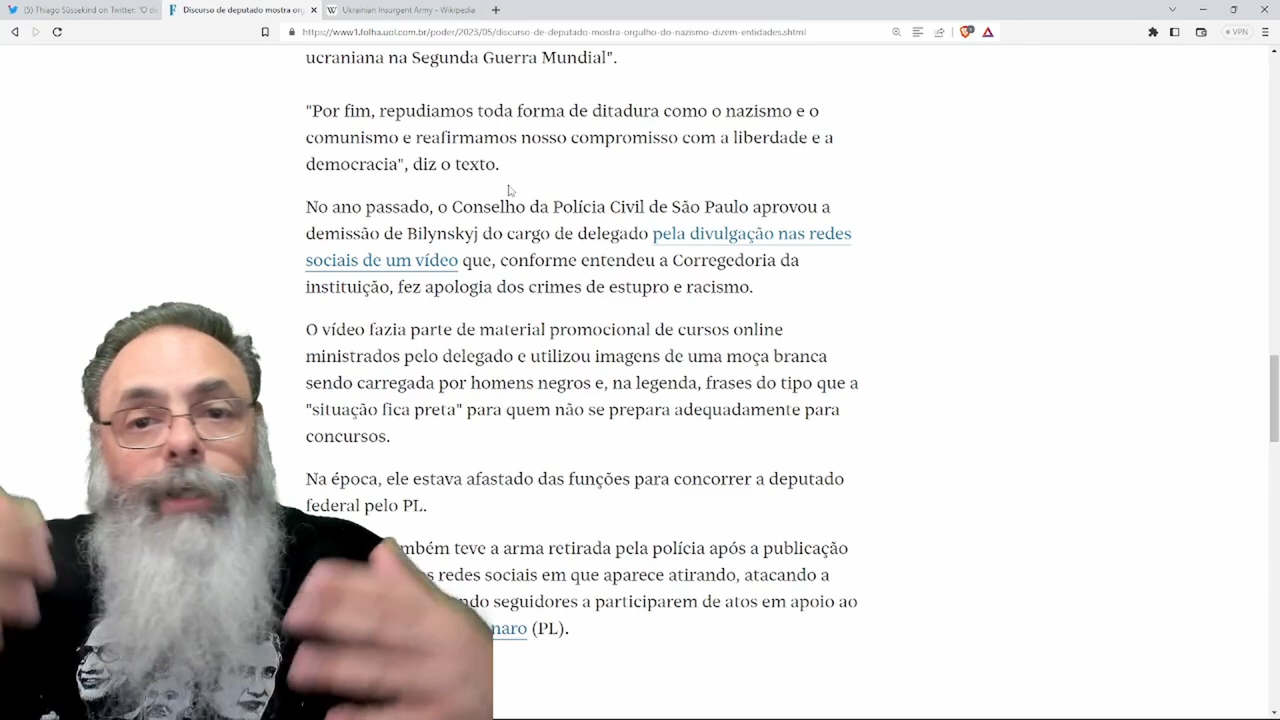 (5) Thiago Süssekind on Twitter: "O de
Discurso de deputado mostra org
Ukrainian Insurgent Army - Wikipedia
https://www1.folha.uol.com.br/poder/2023/05/discurso-de-deputado-mostra-orgulho-do-nazismo-dizem-entidades.shtml
VPN
ucraniana na Segunda Guerra Mundial".
"Por fim, repudiamos toda forma de ditadura como o nazismo e o
comunismo e reafirmamos nosso compromisso com a liberdade e a
democracia", diz o texto.
No ano passado, o Conselho da Polícia Civil de São Paulo aprovou a
demissão de Bilynskyj do cargo de delegado pela divulgação nas redes
sociais de um vídeo que, conforme entendeu a Corregedoria da
instituição, fez apologia dos crimes de estupro e racismo.
O vídeo fazia parte de material promocional de cursos online
ministrados pelo delegado e utilizou imagens de uma moça branca
sendo carregada por homens negros e, na legenda, frases do tipo que a
"situação fica preta" para quem não se prepara adequadamente para
concursos.
Na época, ele estava afastado das funções para concorrer a deputado
federal pelo PL.
mbém teve a arma retirada pela polícia após a publicação
s redes sociais em que aparece atirando, atacando a
ndo seguidores a participarem de atos em apoio ao
naro (PL).